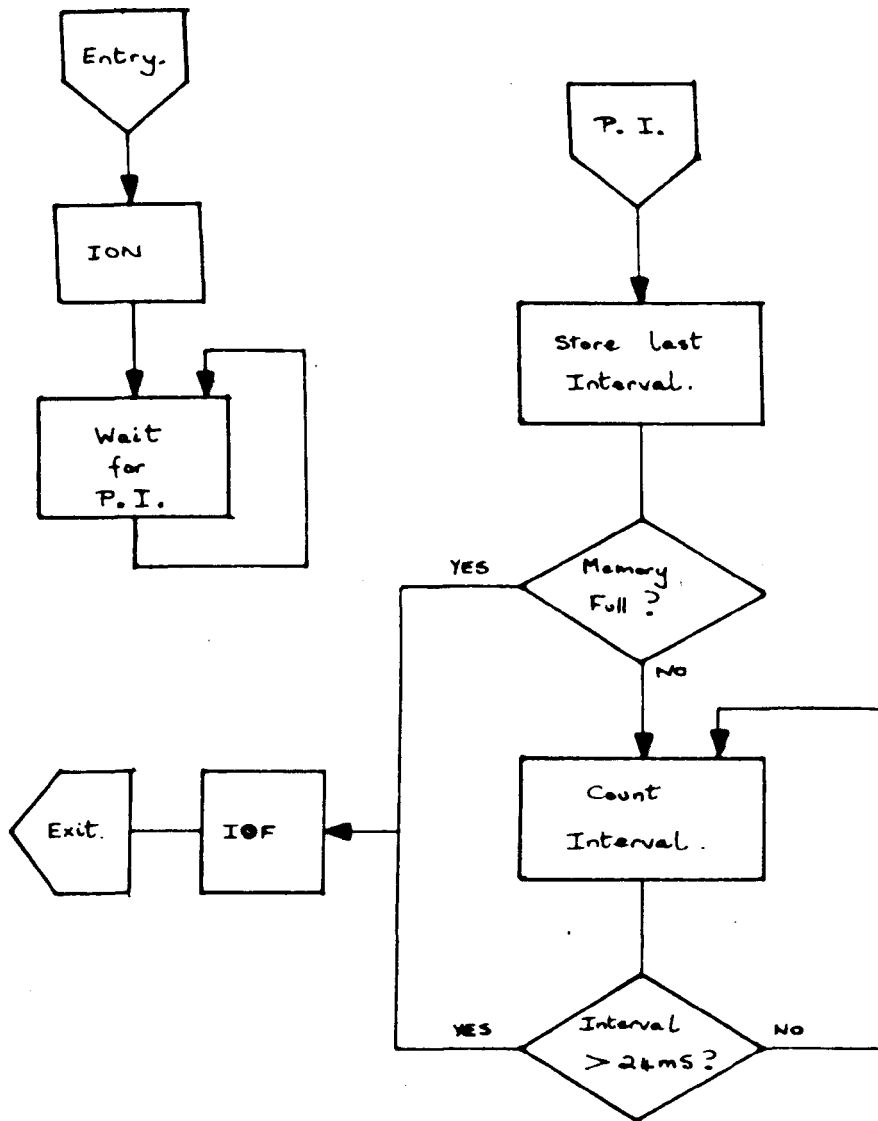 Entry.
ION
Wait
for
P.I.
P. I.
Store last
Interval.
Memory
Full?
YES
NO
Count
Interval.
IOF
Exit.
Interval
> 24mS?
YES
NO